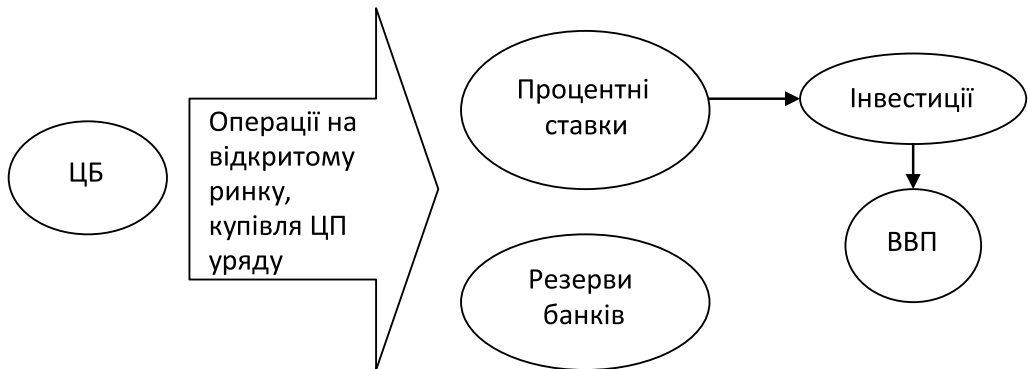 ЦБ
Операції на
відкритому
ринку,
купівля ЦП
уряду
Процентні
ставки
Інвестиції
ВВП
Резерви
банків